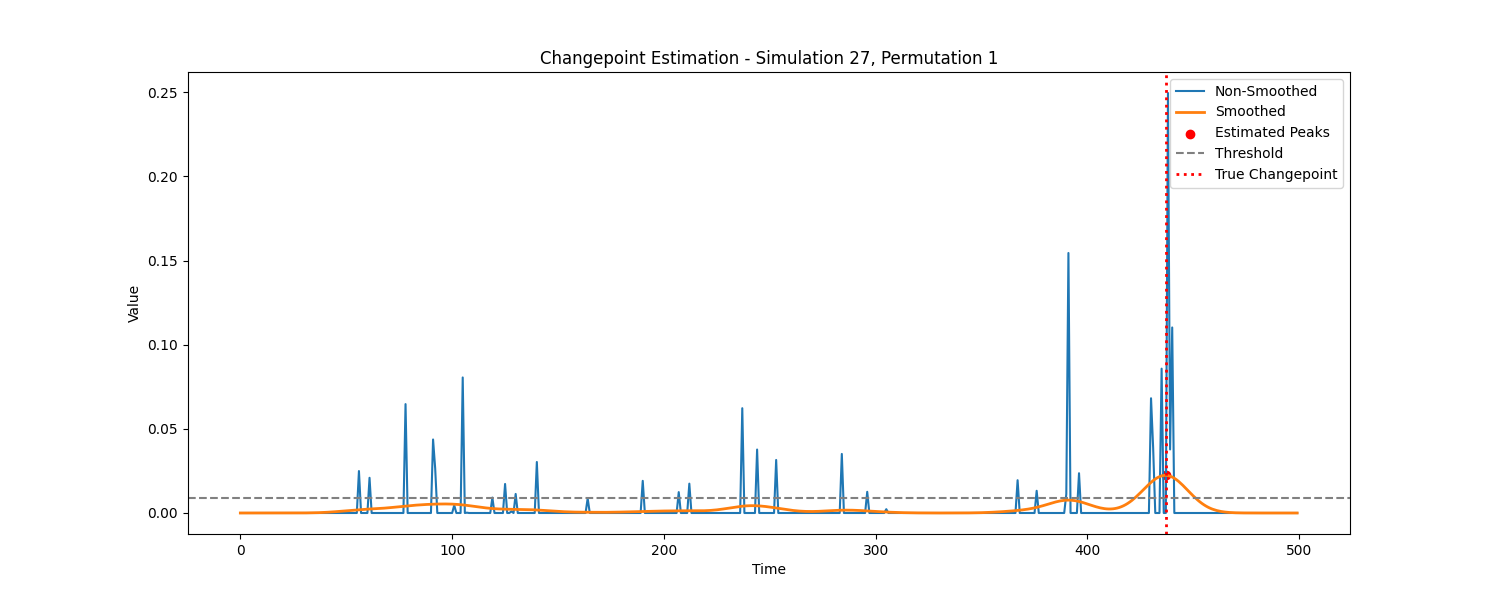 Changepoint Estimation - Simulation 27, Permutation 1
Non-Smoothed
Smoothed
Estimated Peaks
Threshold
True Changepoint
Value
0.25
0.20
0.15
0.10
0.05
0.00
0 100 200 300 400 500
Time